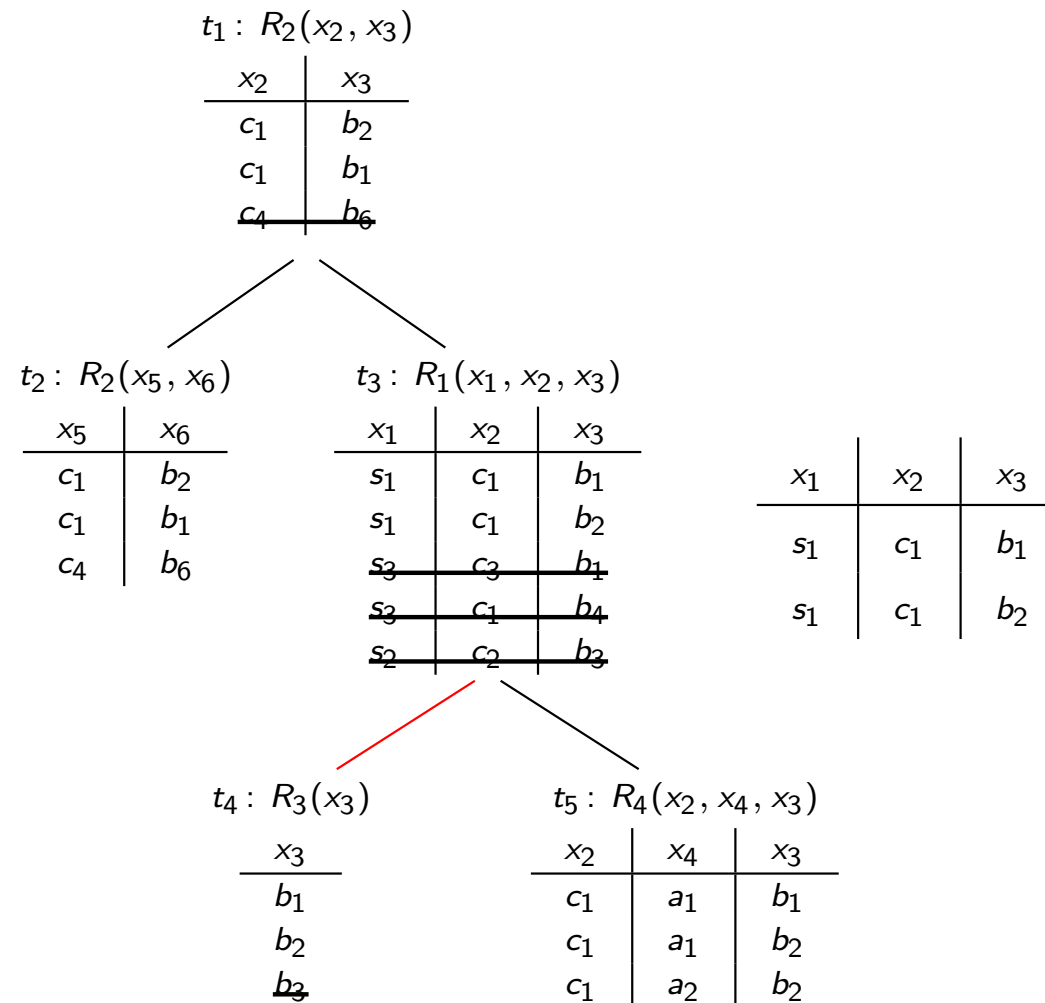 t₁ : R₂(x₂, x₃)
x₂ x₃
c₁ b₂
c₁ b₁
c₄ b₆
t₂ : R₂(x₅, x₆)
x₅ x₆
c₁ b₂
c₁ b₁
c₄ b₆
t₃ : R₁(x₁, x₂, x₃)
x₁ x₂ x₃
s₁ c₁ b₁
s₁ c₁ b₂
s₃ c₃ b₁
s₃ c₁ b₄
s₂ c₂ b₃
x₁ x₂ x₃
s₁ c₁ b₁
s₁ c₁ b₂
t₄ : R₃(x₃)
x₃
b₁
b₂
b₃
t₅ : R₄(x₂, x₄, x₃)
x₂ x₄ x₃
c₁ a₁ b₁
c₁ a₁ b₂
c₁ a₂ b₂